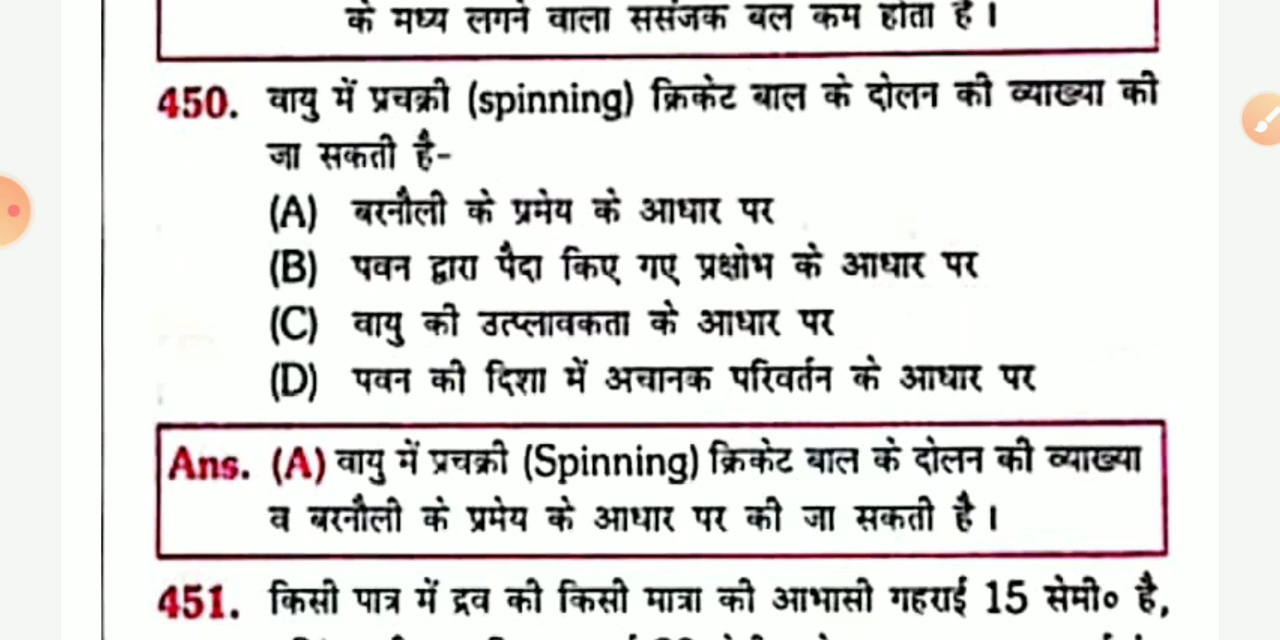 के मध्य लगने वाला ससंजक बल कम होता है ।
450. वायु में प्रचक्री (spinning) क्रिकेट बाल के दोलन की व्याख्या की
जा सकती है-
(A) बरनौली के प्रमेय के आधार पर
(B) पवन द्वारा पैदा किए गए प्रक्षोभ के आधार पर
(C) वायु की उत्प्लावकता के आधार पर
(D) पवन की दिशा में अचानक परिवर्तन के आधार पर
Ans. (A) वायु में प्रचक्री (Spinning) क्रिकेट बाल के दोलन की व्याख्या
व बरनौली के प्रमेय के आधार पर की जा सकती है ।
451. किसी पात्र में द्रव की किसी मात्रा की आभासी गहराई 15 सेमी० है,